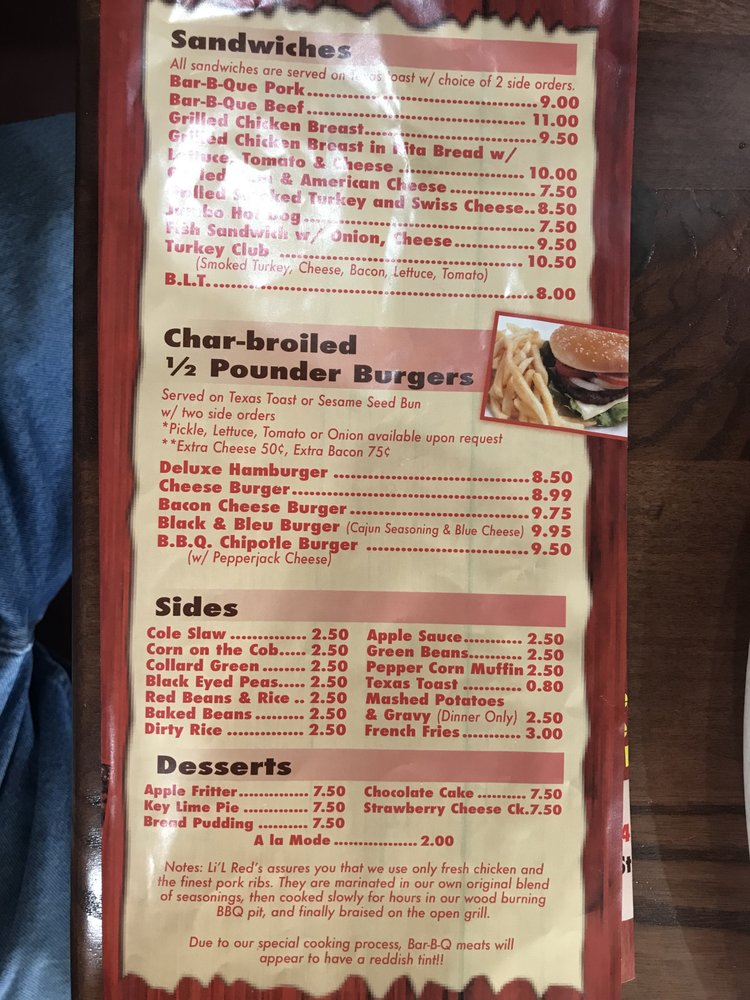 Sandwiches
All sandwiches are served on Texas Toast w/ choice of 2 side orders.
Bar-B-Que Pork..............................9.00
Bar-B-Que Beef.............................. 11.00
Grilled Chicken Breast........................9.50
Grilled Chicken Breast in Pita Bread w/
Lettuce, Tomato & Cheese .................... 10.00
& American Cheese .............. 7.50
Grilled Smoked Turkey and Swiss Cheese..8.50
Jumbo Hot Dog.............................. 7.50
Fish Sandwich w/ Onion, Cheese..............9.50
Turkey Club .............................. 10.50
(Smoked Turkey, Cheese, Bacon, Lettuce, Tomato)
B.L.T........................................8.00
Char-broiled
½ Pounder Burgers
Served on Texas Toast or Sesame Seed Bun
w/ two side orders
*Pickle, Lettuce, Tomato or Onion available upon request
**Extra Cheese 50¢, Extra Bacon 75¢
Deluxe Hamburger ..........................8.50
Cheese Burger..............................8.99
Bacon Cheese Burger........................9.75
Black & Bleu Burger (Cajun Seasoning & Blue Cheese) 9.95
B.B.Q. Chipotle Burger ......................9.50
(w/ Pepperjack Cheese)
Sides
Cole Slaw ............... 2.50
Corn on the Cob..... 2.50
Collard Green.......... 2.50
Black Eyed Peas...... 2.50
Red Beans & Rice .. 2.50
Baked Beans .......... 2.50
Dirty Rice ............... 2.50
Apple Sauce........... 2.50
Green Beans.......... 2.50
Pepper Corn Muffin 2.50
Texas Toast ........... 0.80
Mashed Potatoes
& Gravy (Dinner Only) 2.50
French Fries........... 3.00
Desserts
Apple Fritter.............. 7.50
Key Lime Pie ............ 7.50
Bread Pudding .......... 7.50
Chocolate Cake .......... 7.50
Strawberry Cheese Ck.7.50
A la Mode ................. 2.00
Notes: Li'L Red's assures you that we use only fresh chicken and
the finest pork ribs. They are marinated in our own original blend
of seasonings, then cooked slowly for hours in our wood burning
BBQ pit, and finally braised on the open grill.
Due to our special cooking process, Bar-B-Q meats will
appear to have a reddish tint!!